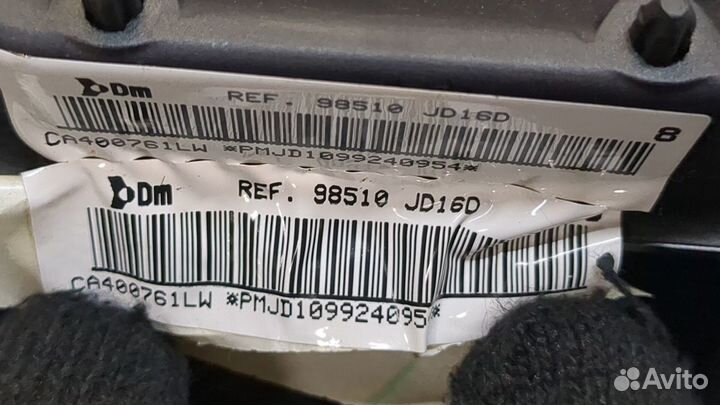 Dm REF. 98510 JD16D
8
CA400761LW *PMJD1099240954*
Dm REF. 98510 JD16D
CA400761LW *PMJD109924095*
Avito